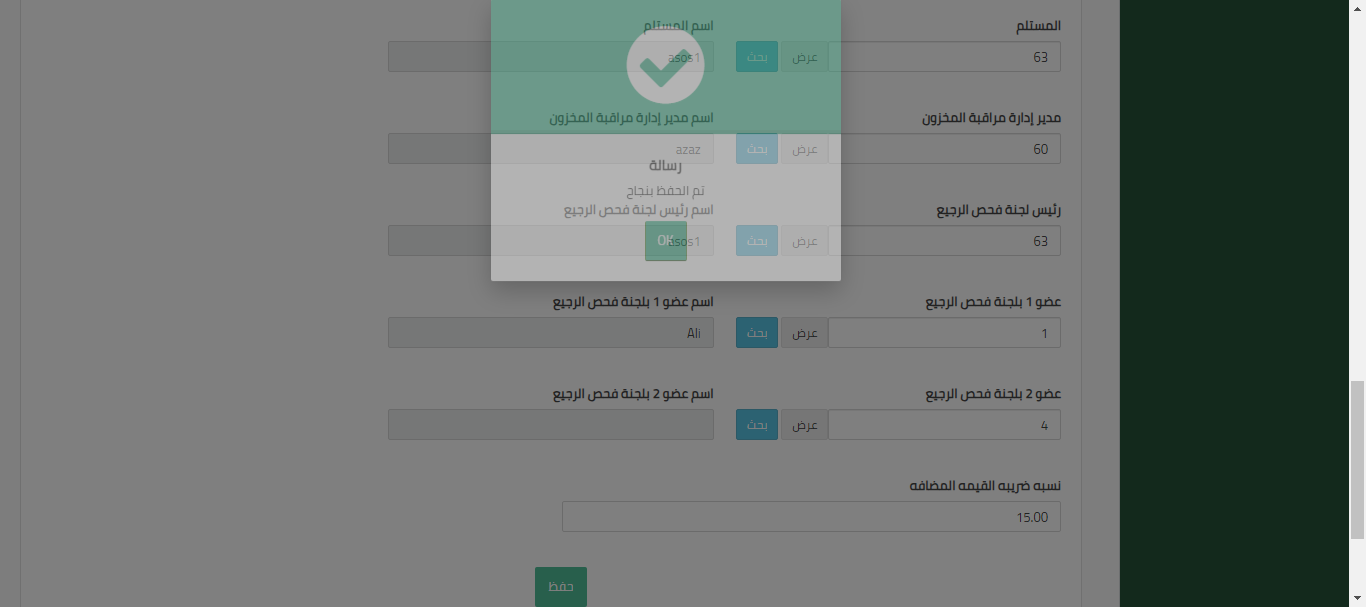 المستلم
اسم المستلم
63
عرض
بحث
asos1
مدير إدارة مراقبة المخزون
اسم مدير إدارة مراقبة المخزون
60
عرض
بحث
azaz
رسالة
تم الحفظ بنجاح
OK
رئيس لجنة فحص الرجيع
اسم رئيس لجنة فحص الرجيع
63
عرض
بحث
asos1
عضو 1 بلجنة فحص الرجيع
اسم عضو 1 بلجنة فحص الرجيع
1
عرض
بحث
Ali
عضو 2 بلجنة فحص الرجيع
اسم عضو 2 بلجنة فحص الرجيع
4
عرض
بحث
نسبه ضريبه القيمه المضافه
15.00
حفظ